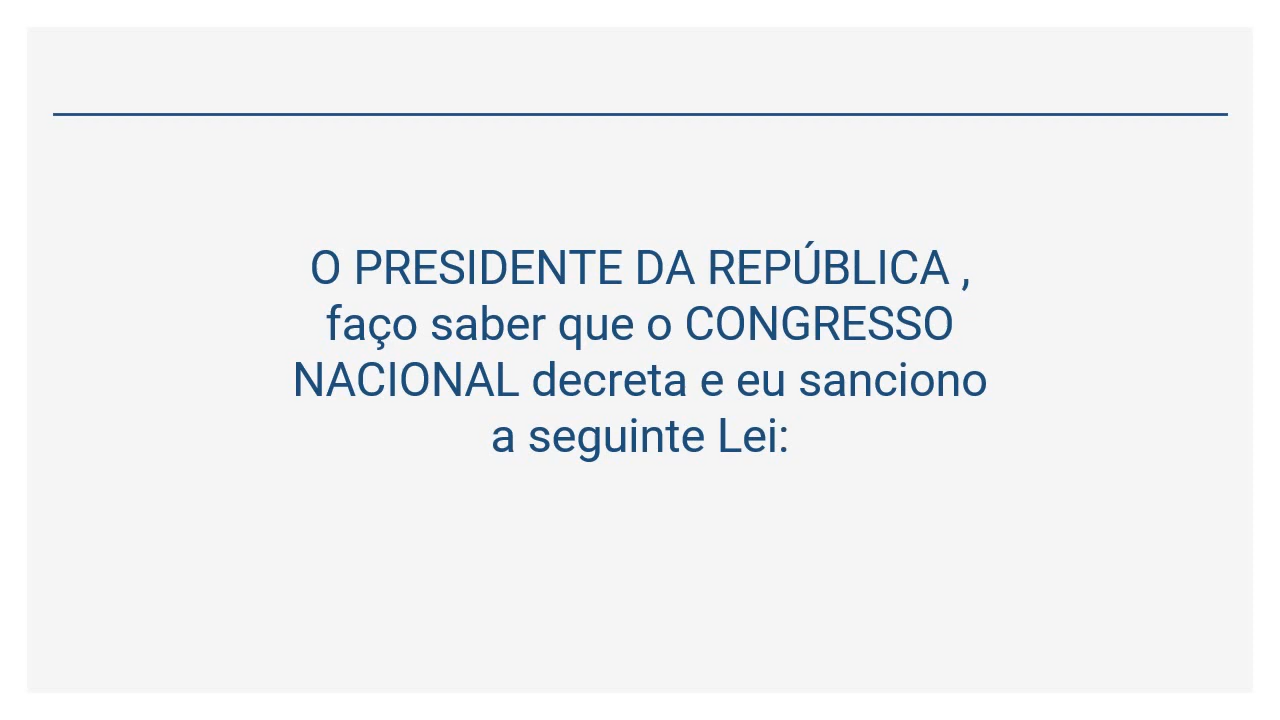 O PRESIDENTE DA REPÚBLICA ,
faço saber que o CONGRESSO
NACIONAL decreta e eu sanciono
a seguinte Lei: